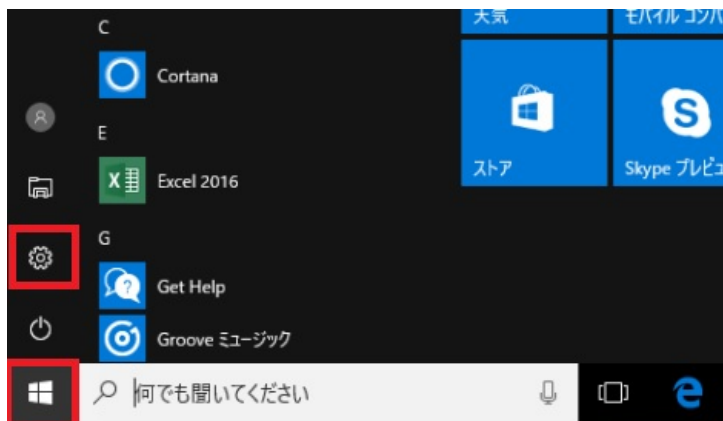 C
Cortana
E
Excel 2016
G
Get Help
Groove ミュージック
天気
モバイル コンパ
ストア
Skype プレビュ
何でも聞いてください